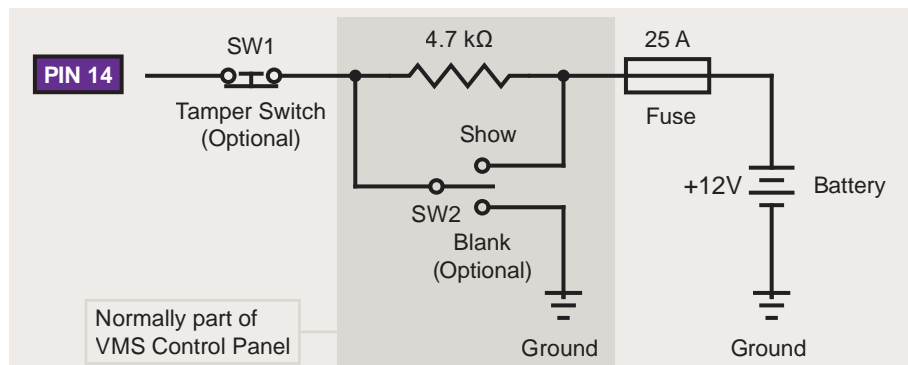 SW1
4.7 kΩ
25 A
PIN 14
Tamper Switch
(Optional)
Fuse
Show
+12V
Battery
SW2
Blank
(Optional)
Normally part of
VMS Control Panel
Ground
Ground